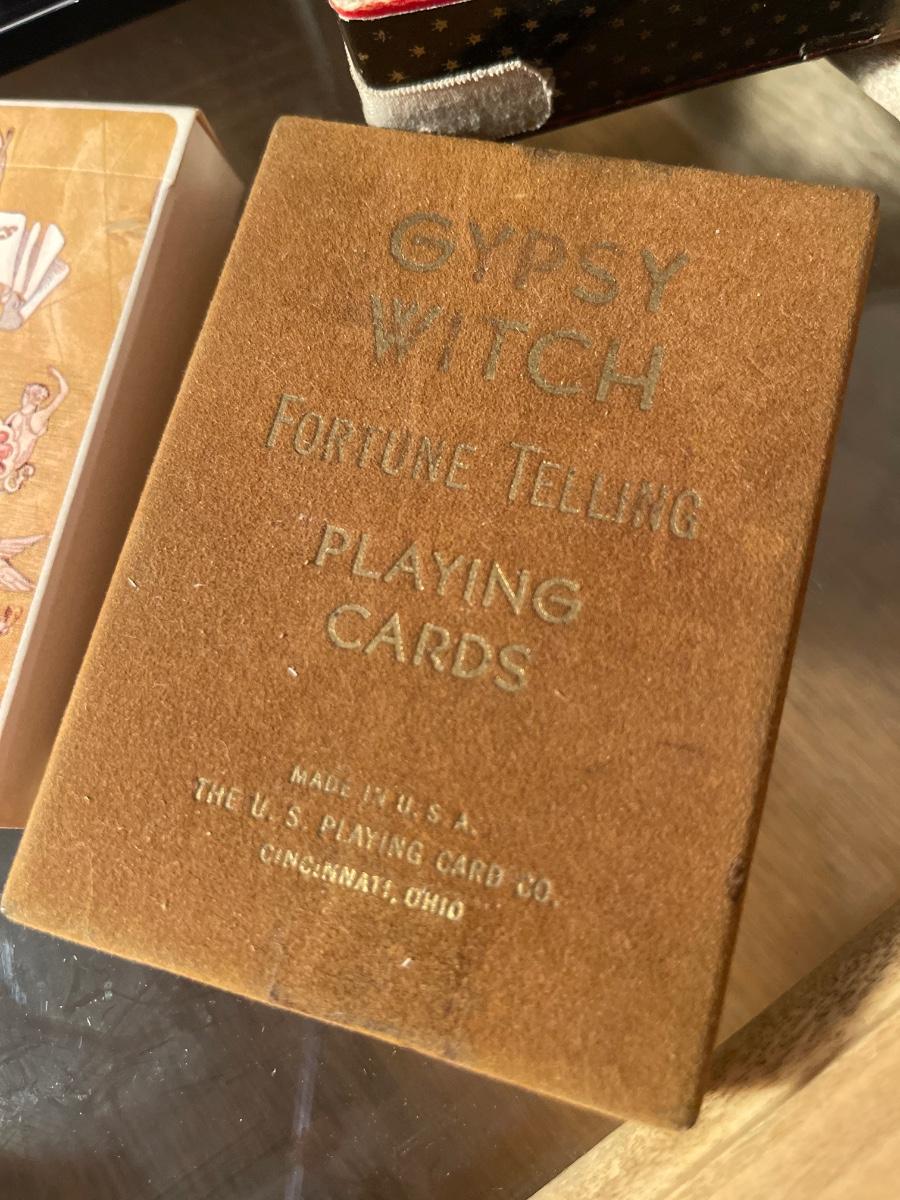 GYPSY
WITCH
FORTUNE TELLING
PLAYING
CARDS
MADE IN U. S. A.
THE U. S. PLAYING CARD CO.
CINCINNATI, OHIO